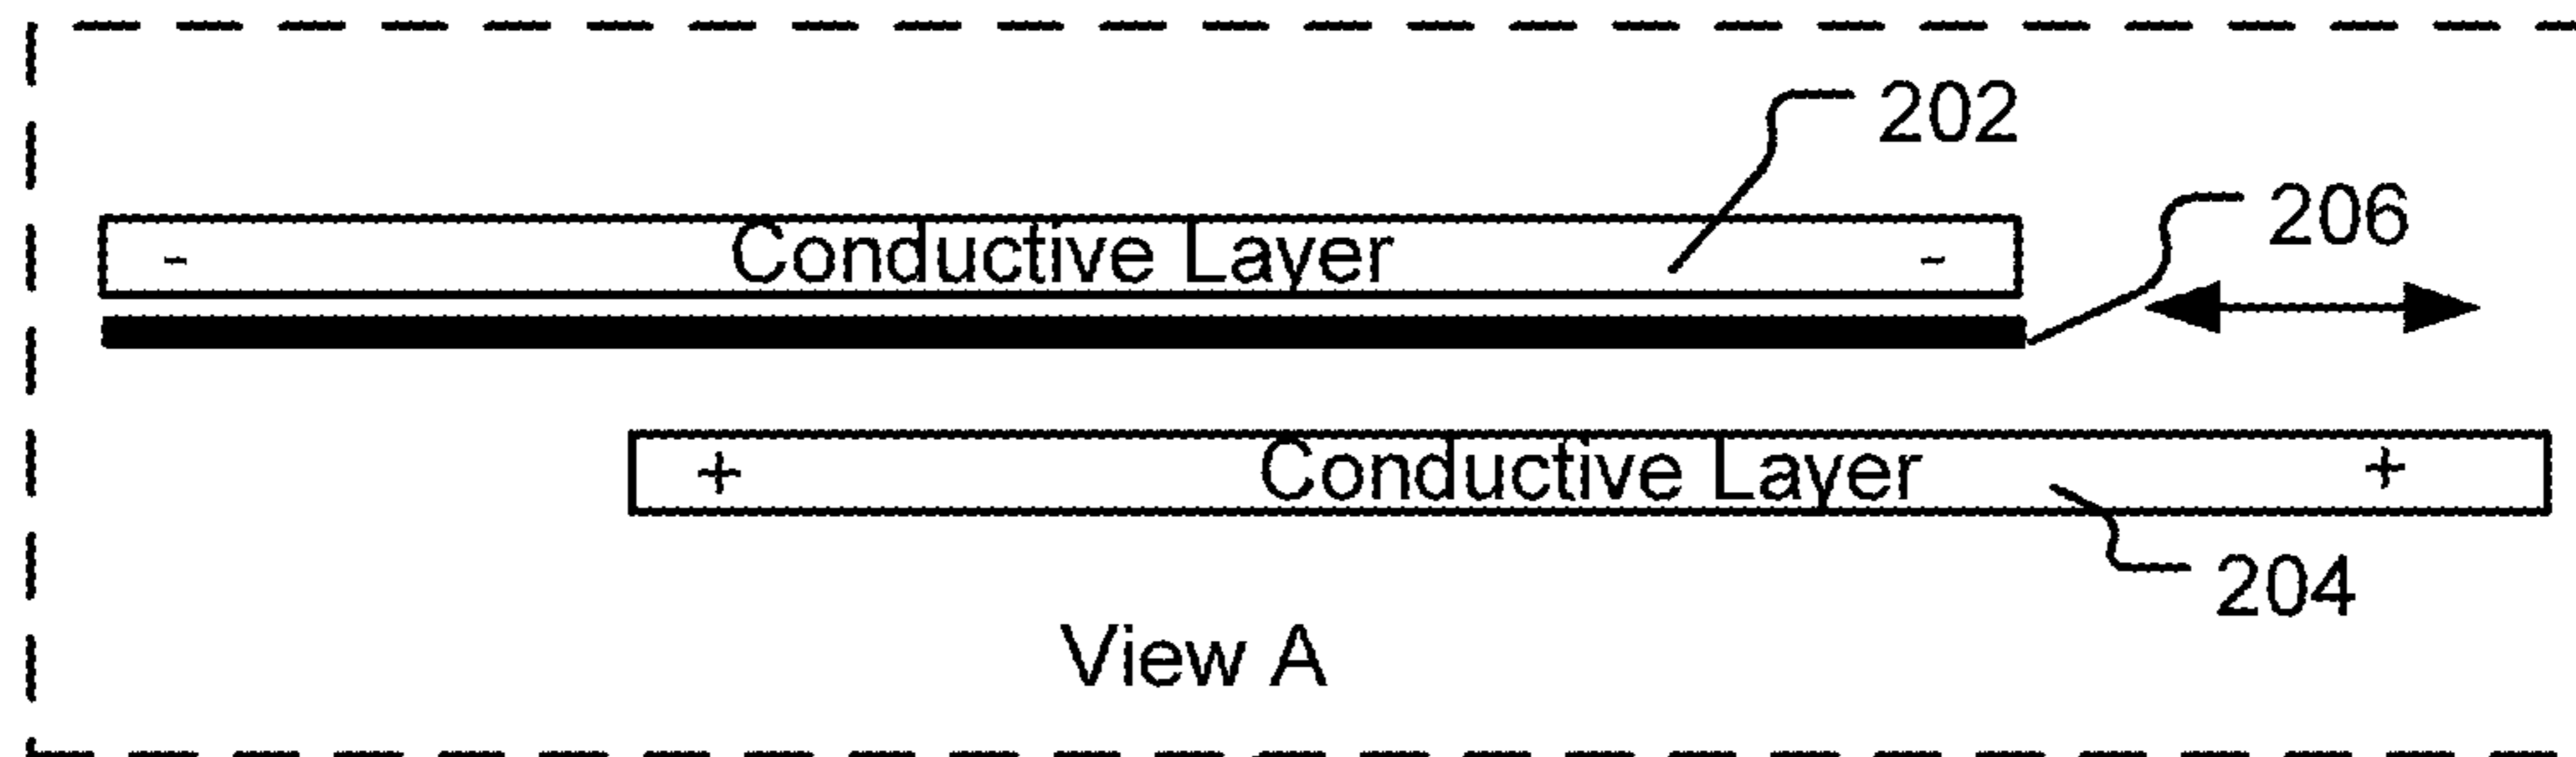 202
206
- Conductive Layer -
+ Conductive Layer +
204
View A